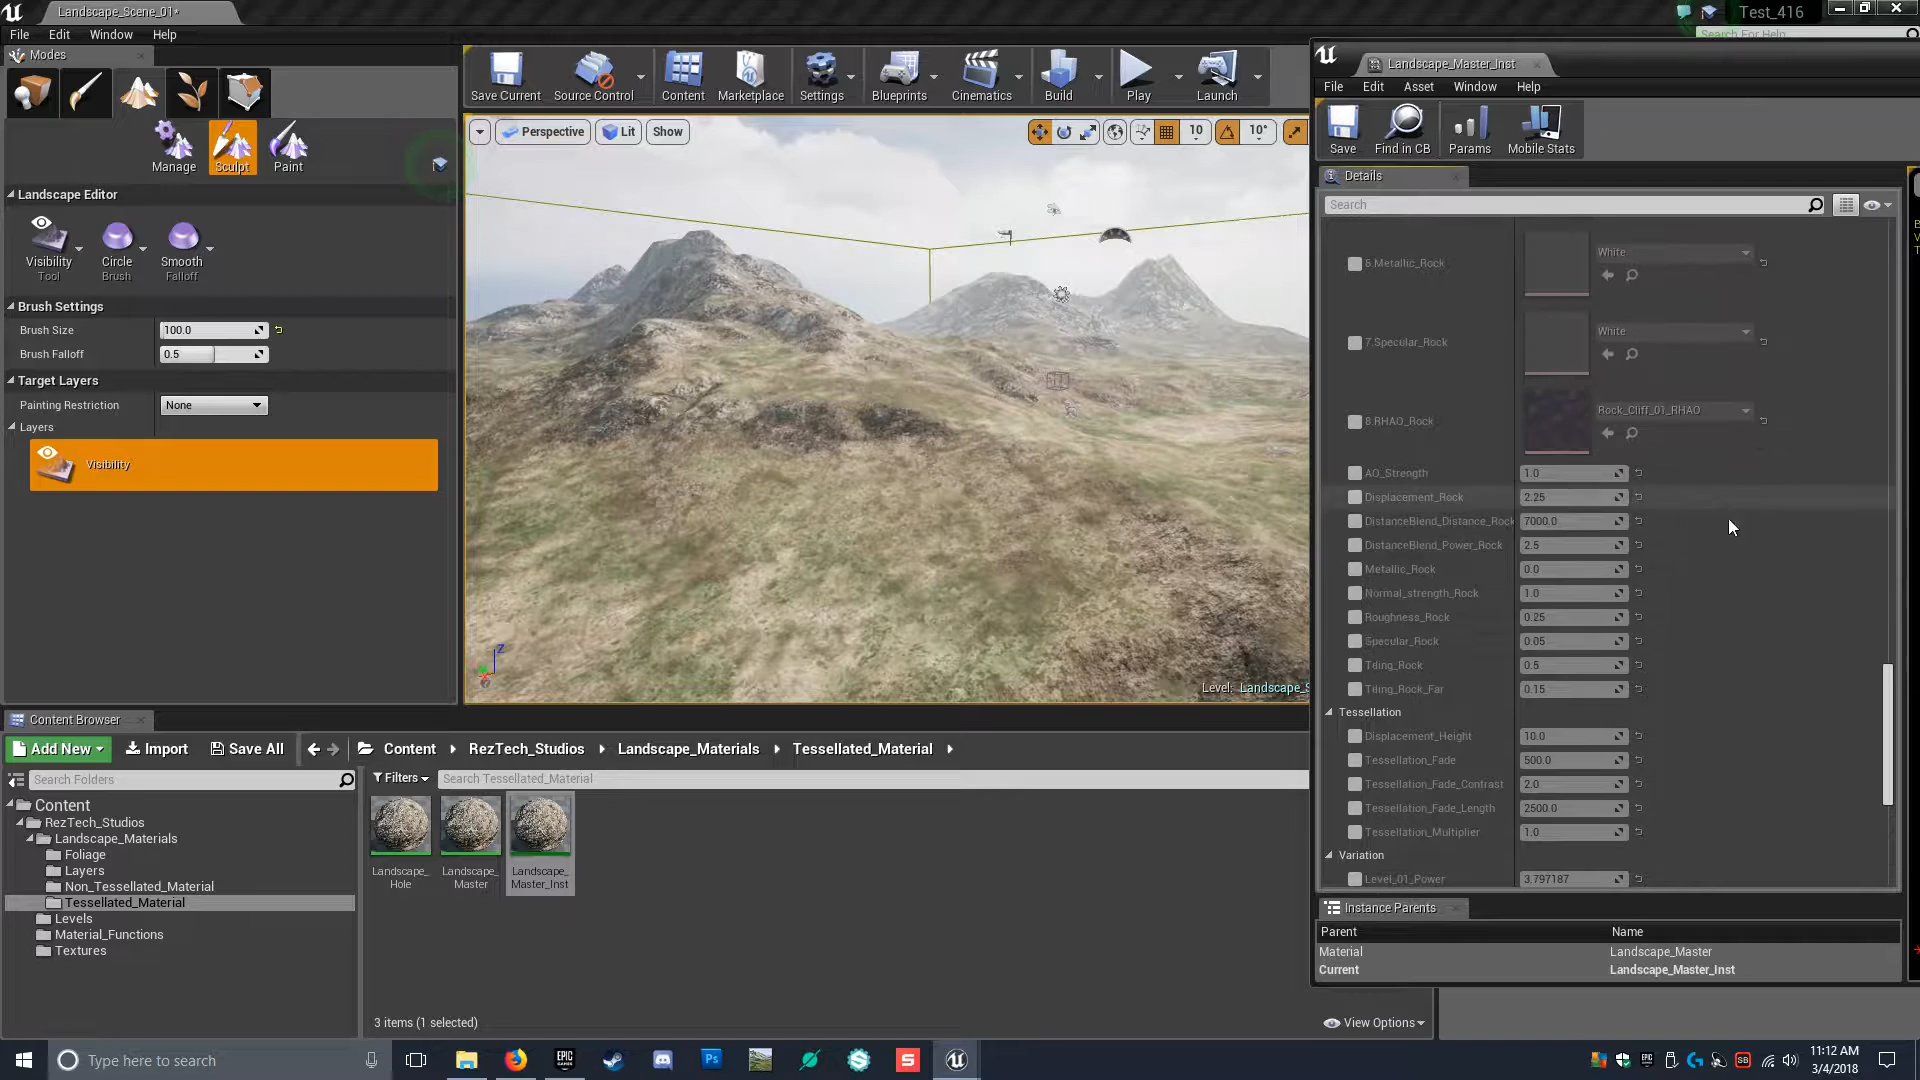 Landscape_Scene_01*
Test_416
Search For Help
File Edit Window Help
Modes
Manage Sculpt Paint
Landscape Editor
Visibility Circle Smooth
Tool Brush Falloff
Brush Settings
Brush Size 100.0
Brush Falloff 0.5
Target Layers
Painting Restriction None
Layers
Visibility
Save Current Source Control Content Marketplace Settings Blueprints Cinematics Build Play Launch
Perspective Lit Show 10 10°
Z
Level: Landscape_S
Landscape_Master_Inst
File Edit Asset Window Help
Save Find in CB Params Mobile Stats
Details
Search
6.Metallic_Rock White
7.Specular_Rock White
8.RHAO_Rock Rock_Cliff_01_RHAO
AO_Strength 1.0
Displacement_Rock 2.25
DistanceBlend_Distance_Rock 7000.0
DistanceBlend_Power_Rock 2.5
Metallic_Rock 0.0
Normal_strength_Rock 1.0
Roughness_Rock 0.25
Specular_Rock 0.05
Tiling_Rock 0.5
Tiling_Rock_Far 0.15
Tessellation
Displacement_Height 10.0
Tessellation_Fade 500.0
Tessellation_Fade_Contrast 2.0
Tessellation_Fade_Length 2500.0
Tessellation_Multiplier 1.0
Variation
Level_01_Power 3.797187
Instance Parents
Parent Name
Material Landscape_Master
Current Landscape_Master_Inst
Content Browser
Add New Import Save All Content RezTech_Studios Landscape_Materials Tessellated_Material
Search Folders
Filters Search Tessellated_Material
Content
RezTech_Studios
Landscape_Materials
Foliage
Layers
Non_Tessellated_Material
Tessellated_Material
Levels
Material_Functions
Textures
Landscape_
Hole
Landscape_
Master
Landscape_
Master_Inst
3 items (1 selected)
View Options
Type here to search
EPIC GAMES
Ps
S
SB
11:12 AM
3/4/2018